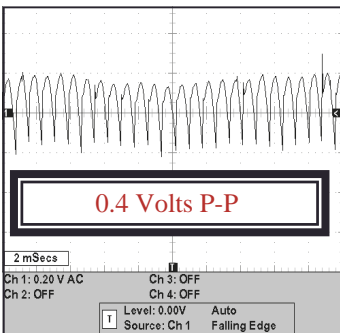 0.4 Volts P-P
2 mSecs
T
Ch 1: 0.20 V AC Ch 3: OFF
Ch 2: OFF Ch 4: OFF
T Level: 0.00V Auto
Source: Ch 1 Falling Edge